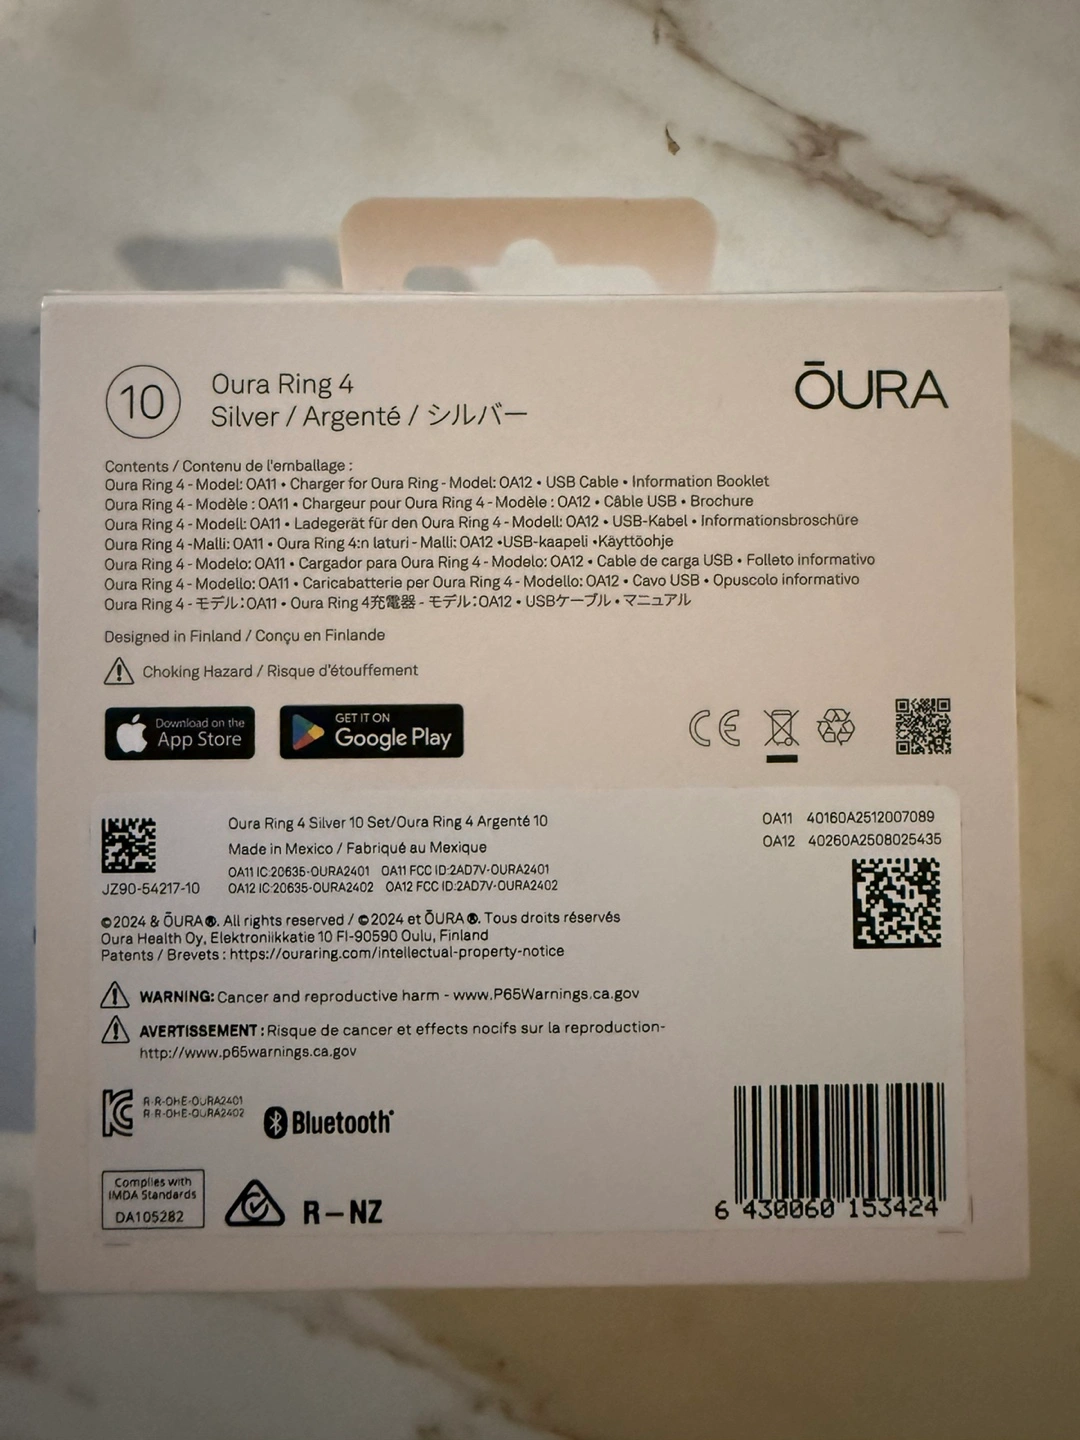 10
Oura Ring 4
Silver / Argenté / シルバー
ŌURA
Contents / Contenu de l'emballage :
Oura Ring 4 - Model: OA11 • Charger for Oura Ring - Model: OA12 • USB Cable • Information Booklet
Oura Ring 4 - Modèle : OA11 • Chargeur pour Oura Ring 4 - Modèle : OA12 • Câble USB • Brochure
Oura Ring 4 - Modell: OA11 • Ladegerät für den Oura Ring 4 - Modell: OA12 • USB-Kabel • Informationsbroschüre
Oura Ring 4 -Malli: OA11 • Oura Ring 4:n laturi - Malli: OA12 •USB-kaapeli •Käyttöohje
Oura Ring 4 - Modelo: OA11 • Cargador para Oura Ring 4 - Modelo: OA12 • Cable de carga USB • Folleto informativo
Oura Ring 4 - Modello: OA11 • Caricabatterie per Oura Ring 4 - Modello: OA12 • Cavo USB • Opuscolo informativo
Oura Ring 4 - モデル：OA11 • Oura Ring 4充電器 - モデル：OA12 • USBケーブル • マニュアル
Designed in Finland / Conçu en Finlande
Choking Hazard / Risque d'étouffement
Download on the
App Store
GET IT ON
Google Play
CE
Oura Ring 4 Silver 10 Set/Oura Ring 4 Argenté 10
Made in Mexico / Fabriqué au Mexique
OA11 IC:20635-OURA2401 OA11 FCC ID:2AD7V-OURA2401
OA12 IC:20635-OURA2402 OA12 FCC ID:2AD7V-OURA2402
JZ90-54217-10
OA11 40160A2512007089
OA12 40260A2508025435
©2024 & ŌURA®. All rights reserved / ©2024 et ŌURA®. Tous droits réservés
Oura Health Oy, Elektroniikkatie 10 FI-90590 Oulu, Finland
Patents / Brevets : https://ouraring.com/intellectual-property-notice
WARNING: Cancer and reproductive harm - www.P65Warnings.ca.gov
AVERTISSEMENT : Risque de cancer et effects nocifs sur la reproduction-
http://www.p65warnings.ca.gov
R-R-OHE-OURA2401
R-R-OHE-OURA2402
Bluetooth®
Complies with
IMDA Standards
DA105282
R-NZ
6 430060 153424